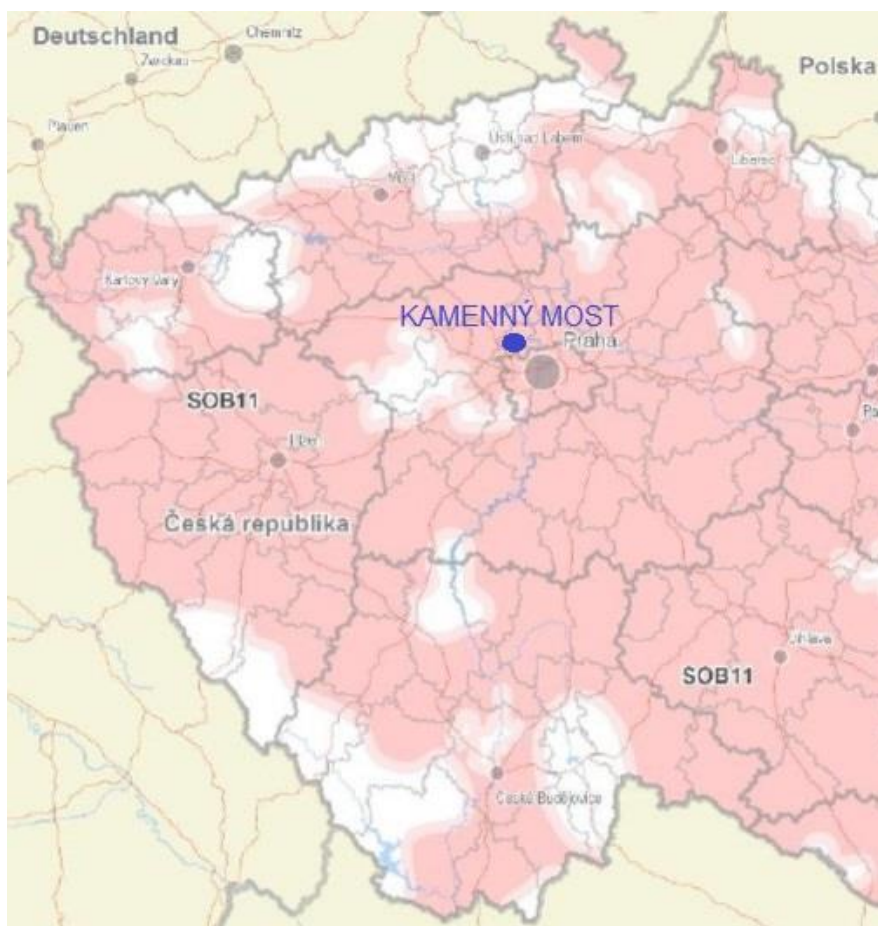 Deutschland
Chemnitz
Zwickau
Polska
Plauen
Ústí nad Labem
Liberec
Most
Karlovy Vary
KAMENNÝ MOST
Praha
SOB11
Plzeň
Česká republika
Jihlava
SOB11
České Budějovice